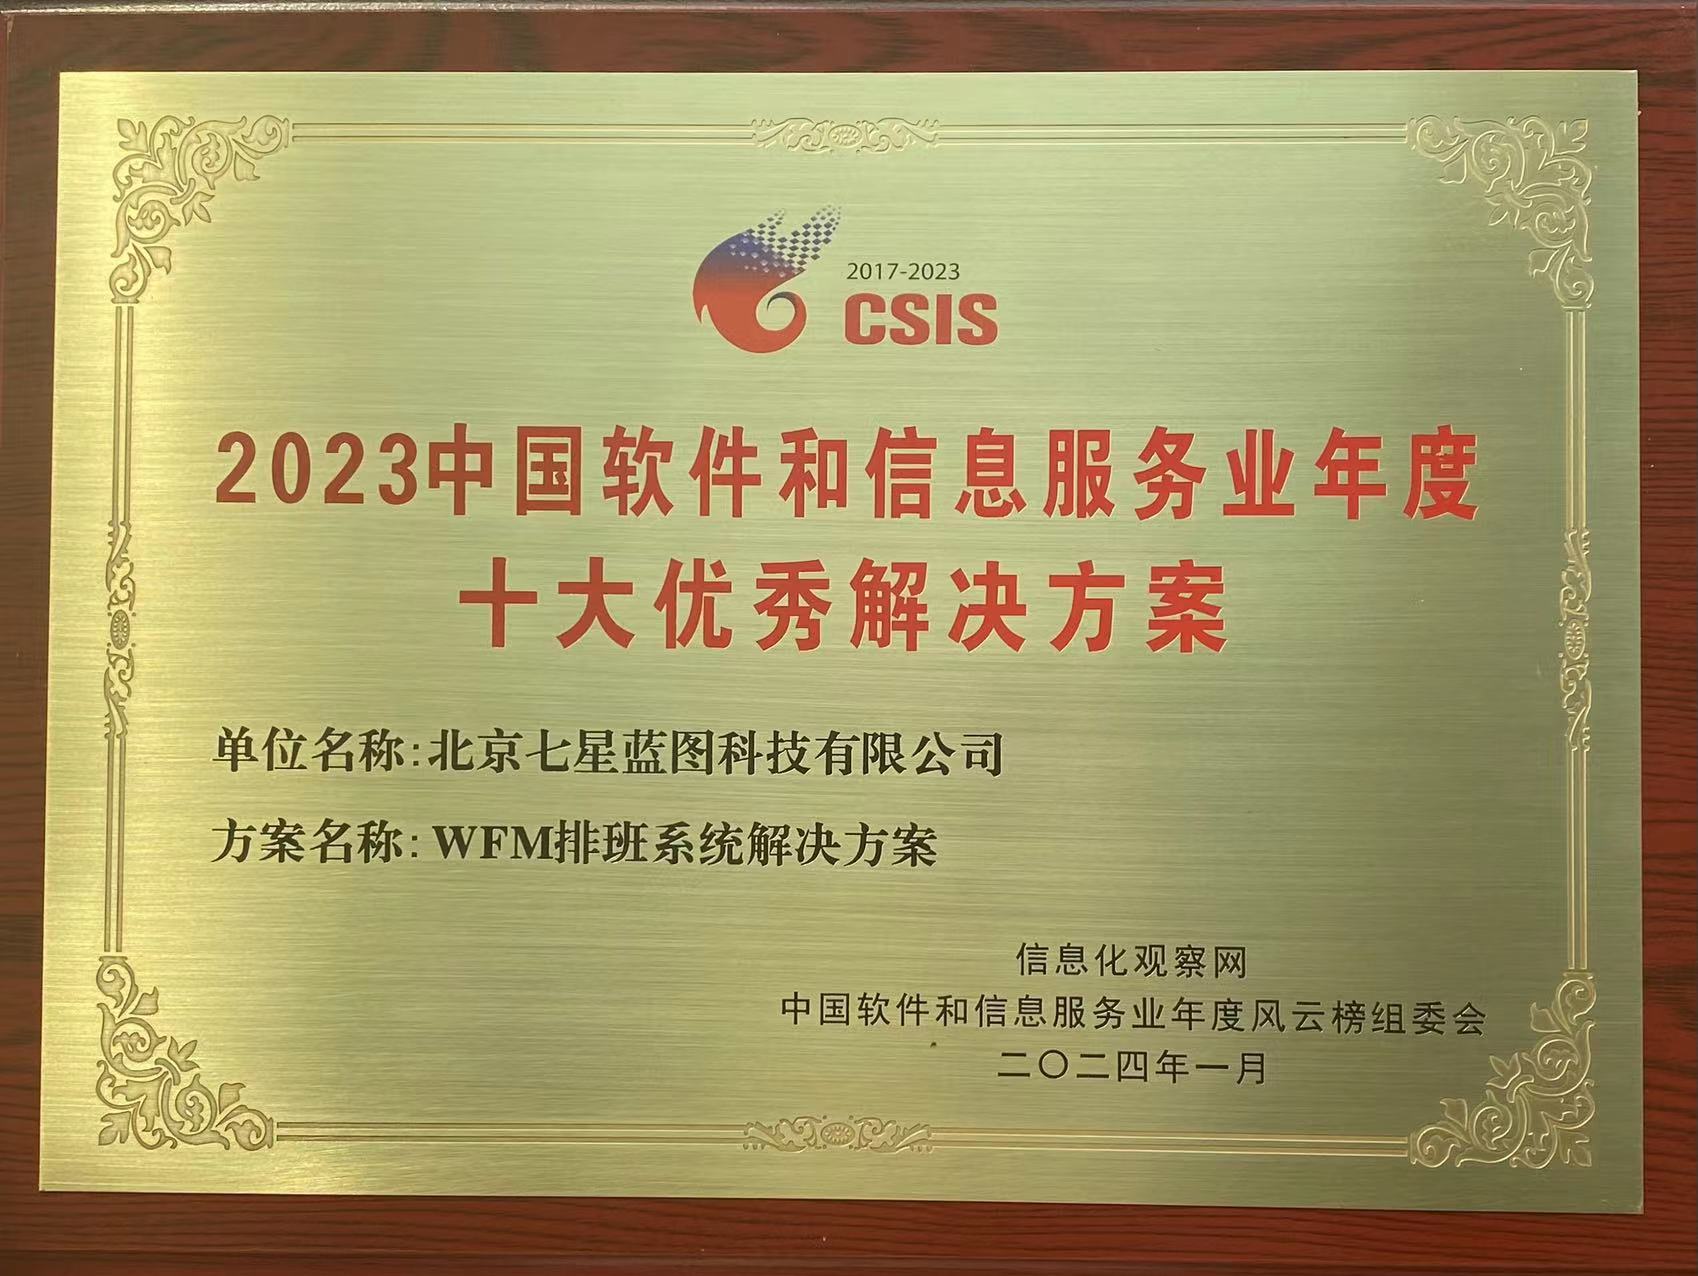 2017-2023
CSIS
2023中国软件和信息服务业年度
十大优秀解决方案
单位名称:北京七星蓝图科技有限公司
方案名称: WFM排班系统解决方案
信息化观察网
中国软件和信息服务业年度风云榜组委会
二〇二四年一月